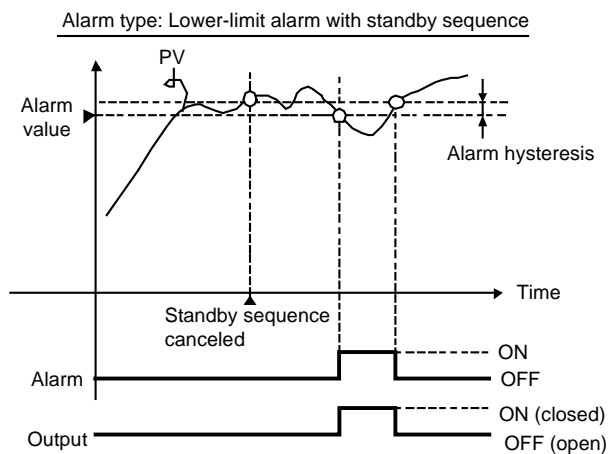 Alarm type: Lower-limit alarm with standby sequence
PV
Alarm
value
Alarm hysteresis
Time
Standby sequence
canceled
ON
Alarm
OFF
ON (closed)
Output
OFF (open)